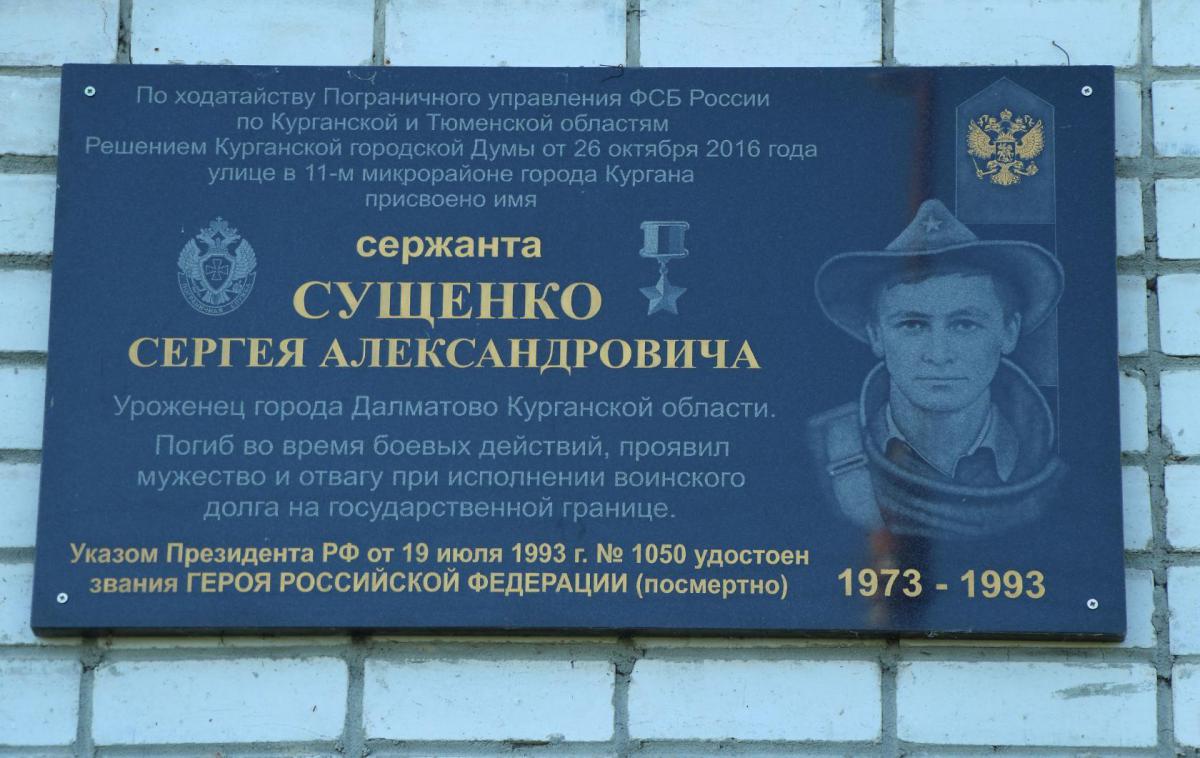 По ходатайству Пограничного управления ФСБ России
по Курганской и Тюменской областям
Решением Курганской городской Думы от 26 октября 2016 года
улице в 11-м микрорайоне города Кургана
присвоено имя
сержанта
СУЩЕНКО
СЕРГЕЯ АЛЕКСАНДРОВИЧА
Уроженец города Далматово Курганской области.
Погиб во время боевых действий, проявил
мужество и отвагу при исполнении воинского
долга на государственной границе.
Указом Президента РФ от 19 июля 1993 г. № 1050 удостоен
звания ГЕРОЯ РОССИЙСКОЙ ФЕДЕРАЦИИ (посмертно)
1973 - 1993